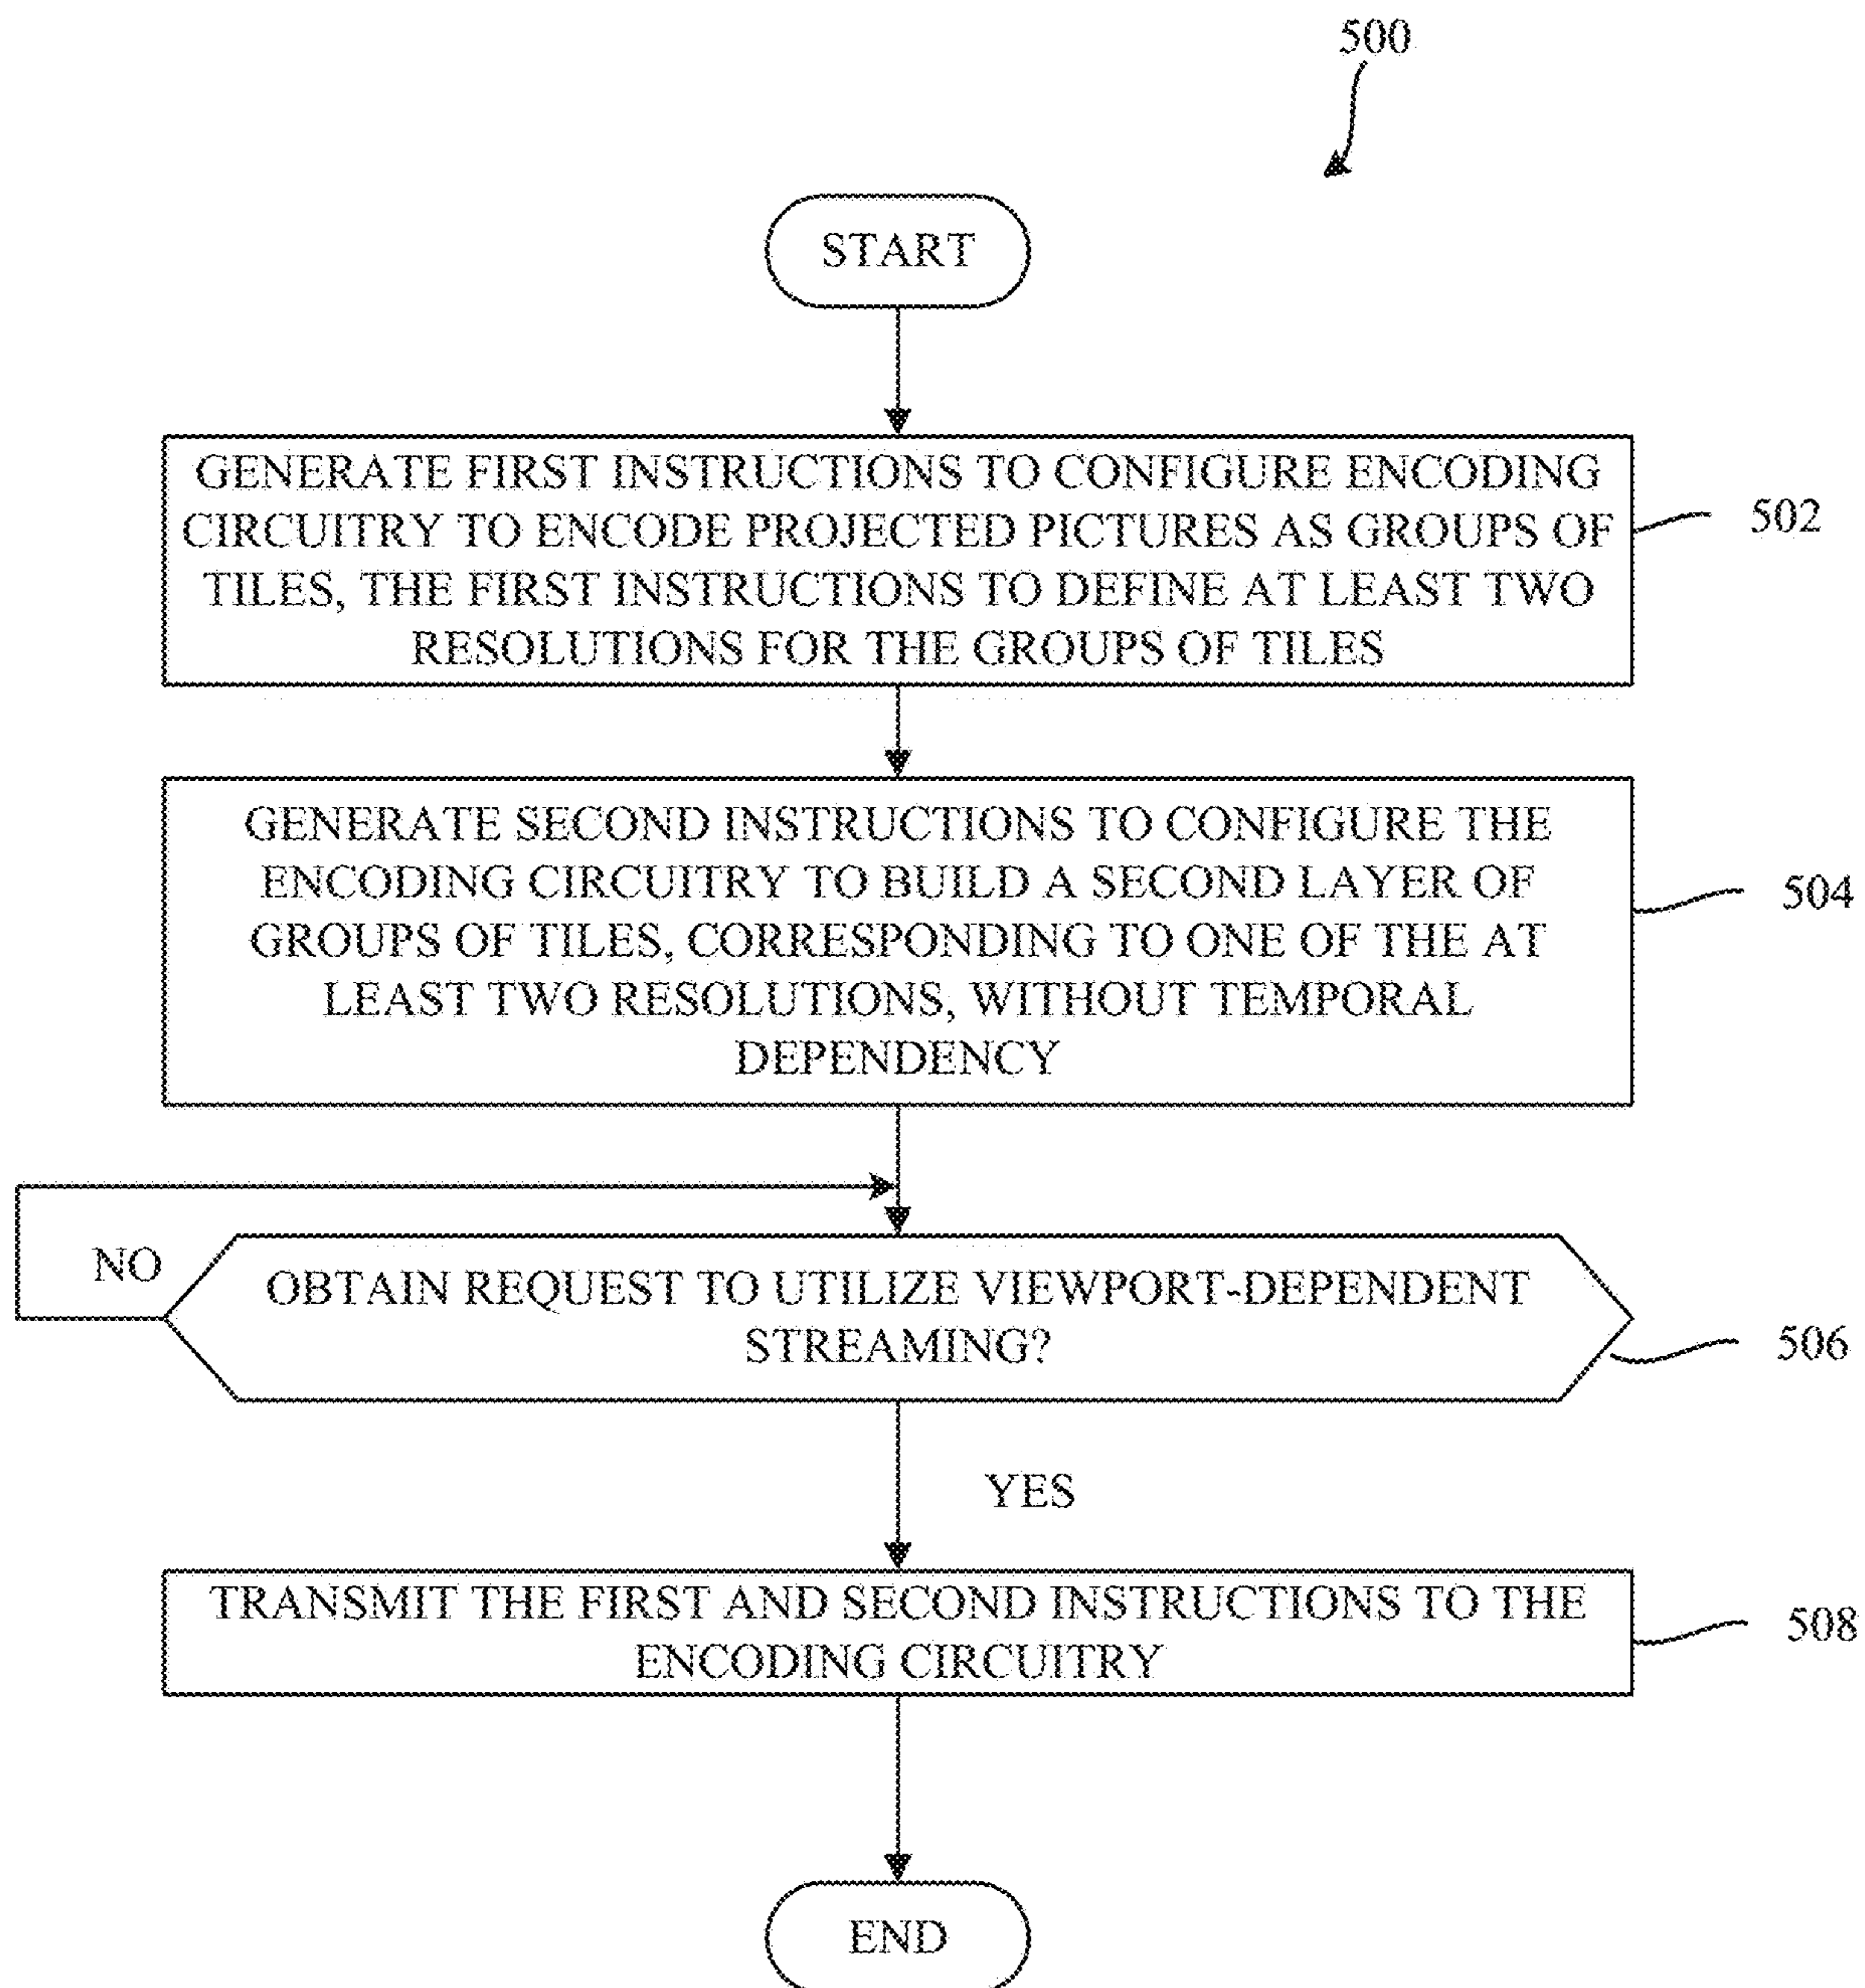 500
START
GENERATE FIRST INSTRUCTIONS TO CONFIGURE ENCODING
CIRCUITRY TO ENCODE PROJECTED PICTURES AS GROUPS OF
TILES, THE FIRST INSTRUCTIONS TO DEFINE AT LEAST TWO
RESOLUTIONS FOR THE GROUPS OF TILES
502
GENERATE SECOND INSTRUCTIONS TO CONFIGURE THE
ENCODING CIRCUITRY TO BUILD A SECOND LAYER OF
GROUPS OF TILES, CORRESPONDING TO ONE OF THE AT
LEAST TWO RESOLUTIONS, WITHOUT TEMPORAL
DEPENDENCY
504
NO
OBTAIN REQUEST TO UTILIZE VIEWPORT-DEPENDENT
STREAMING?
506
YES
TRANSMIT THE FIRST AND SECOND INSTRUCTIONS TO THE
ENCODING CIRCUITRY
508
END